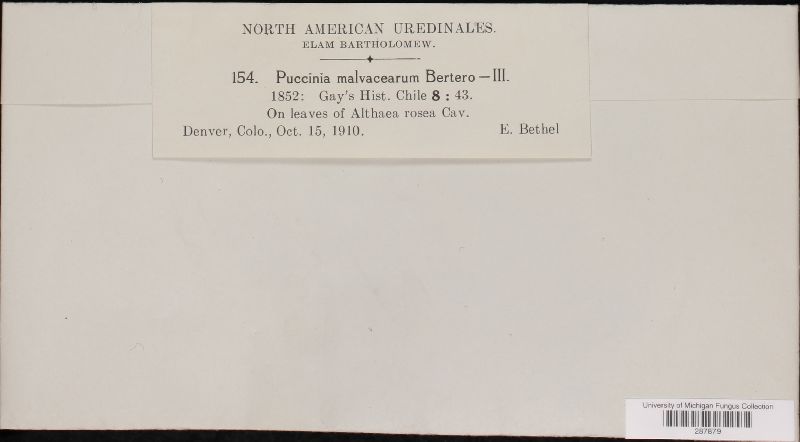 NORTH AMERICAN UREDINALES.
ELAM BARTHOLOMEW.
154. Puccinia malvacearum Bertero—III.
1852: Gay's Hist. Chile 8 : 43.
On leaves of Althaea rosea Cav.
Denver, Colo., Oct. 15, 1910. E. Bethel
University of Michigan Fungus Collection
287679